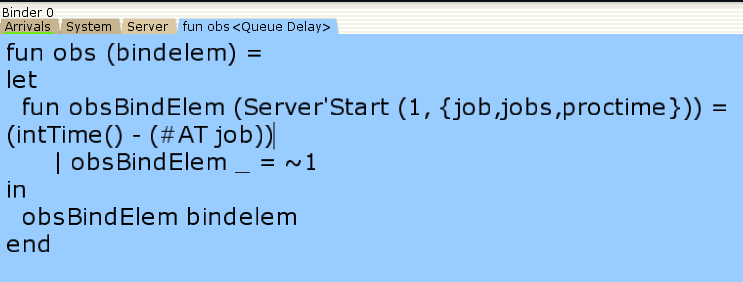 Binder 0
Arrivals System Server fun obs <Queue Delay>
fun obs (bindelem) =
let
fun obsBindElem (Server'Start (1, {job,jobs,proctime})) =
(intTime() - (#AT job))
| obsBindElem _ = ~1
in
obsBindElem bindelem
end